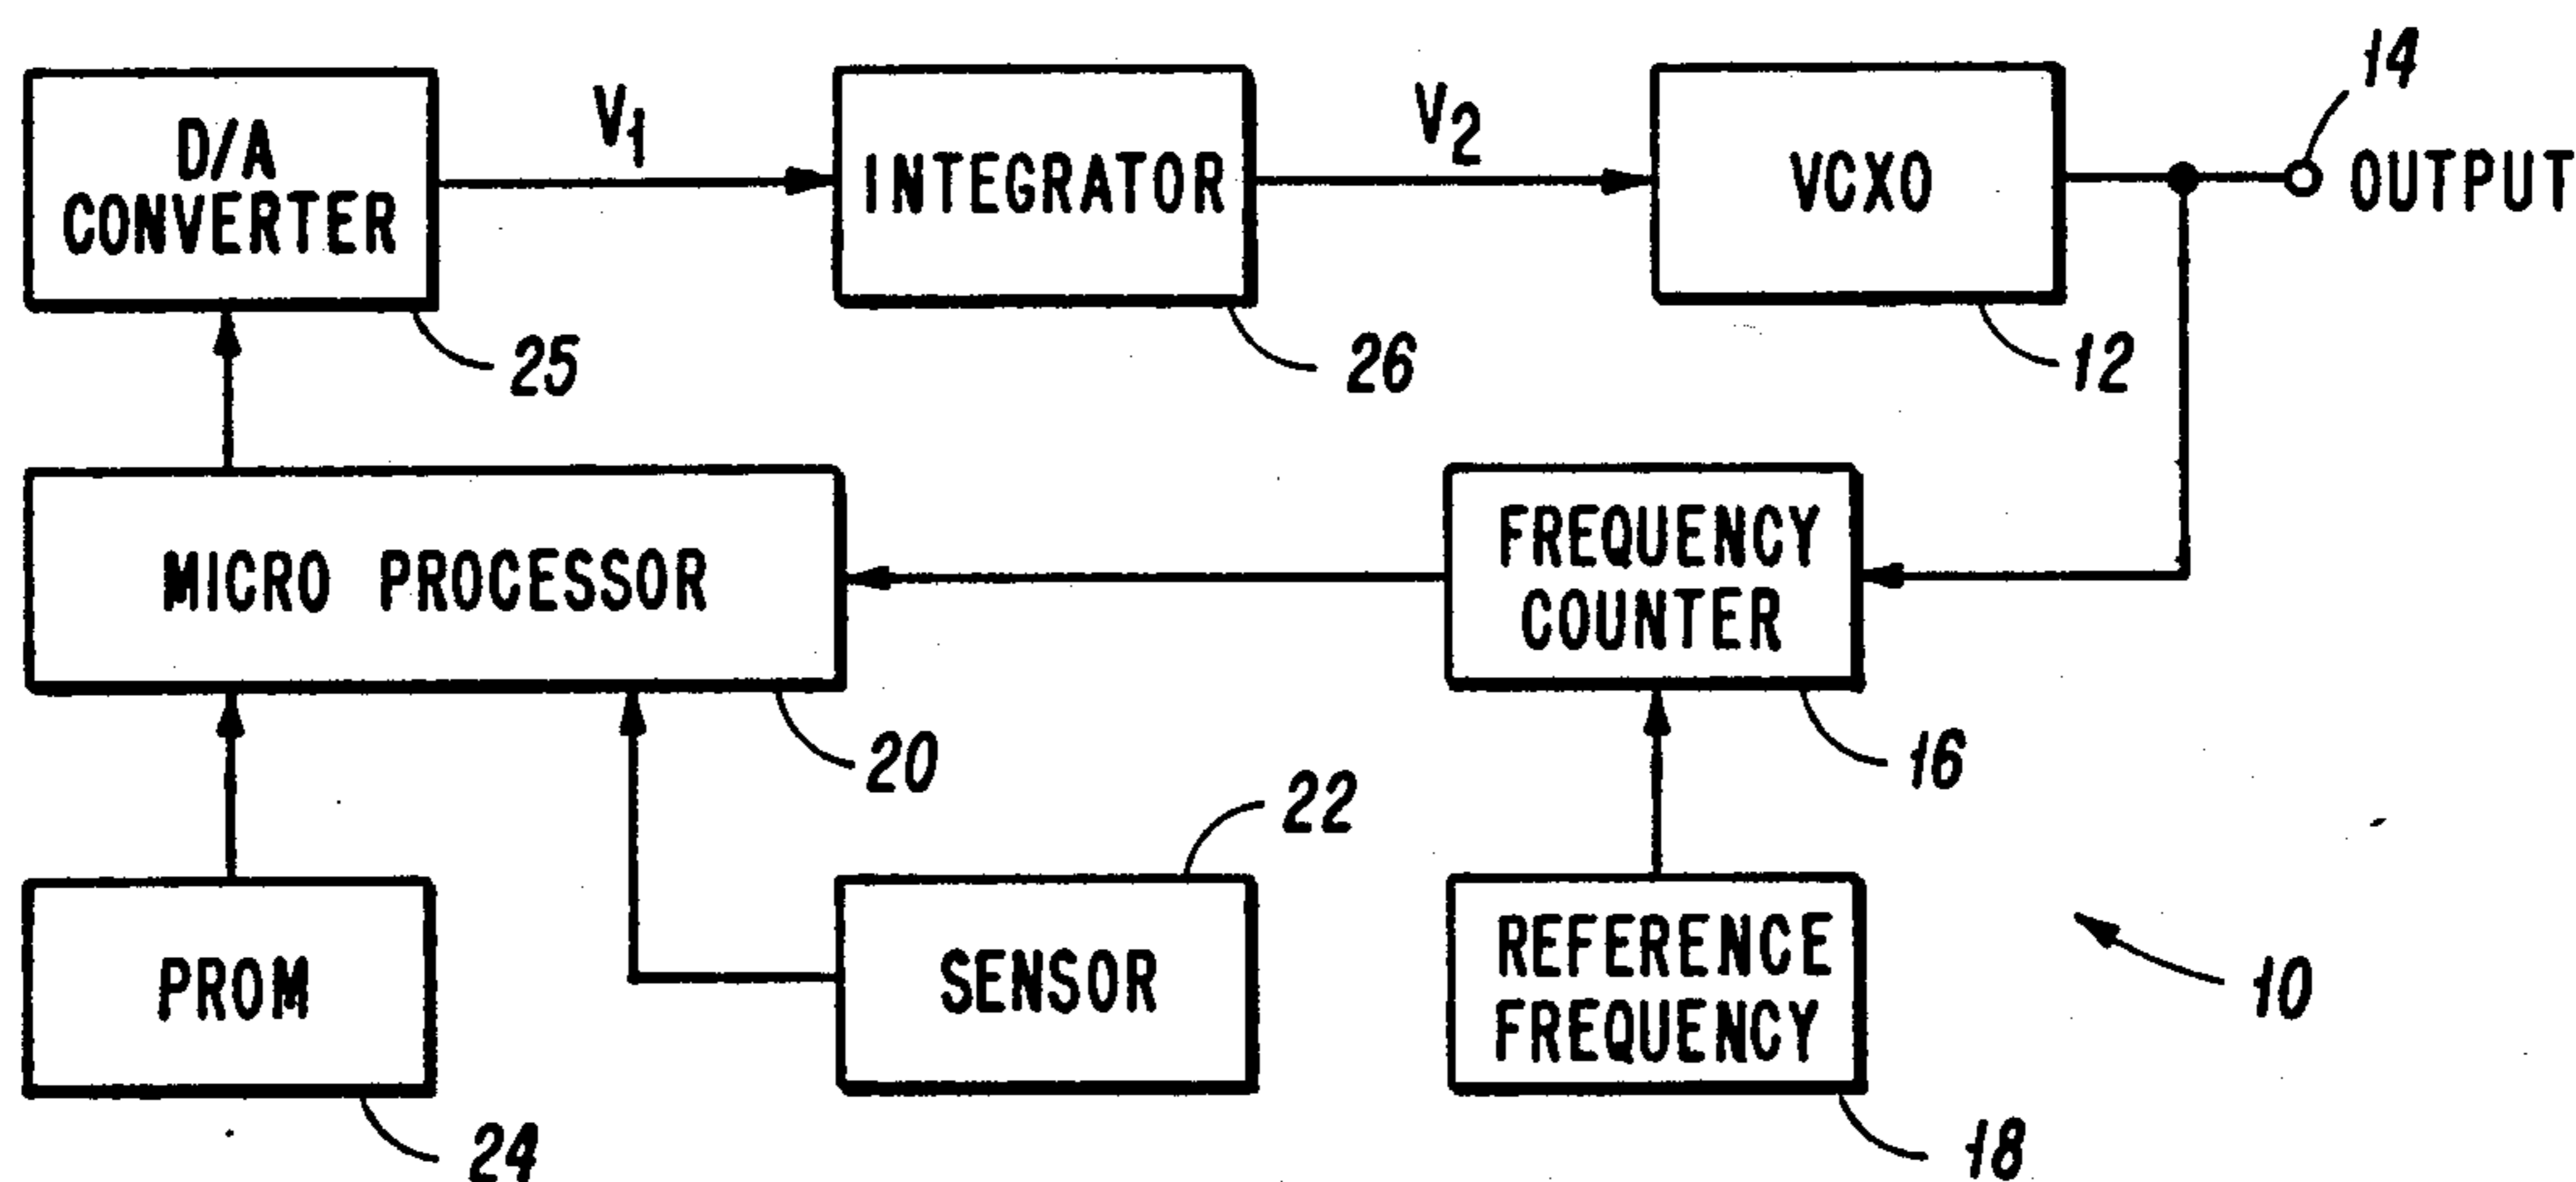 14
D/A
CONVERTER
V1
INTEGRATOR
V2
VCXO
OUTPUT
25
26
12
MICRO PROCESSOR
FREQUENCY
COUNTER
20
16
22
PROM
SENSOR
REFERENCE
FREQUENCY
10
24
18